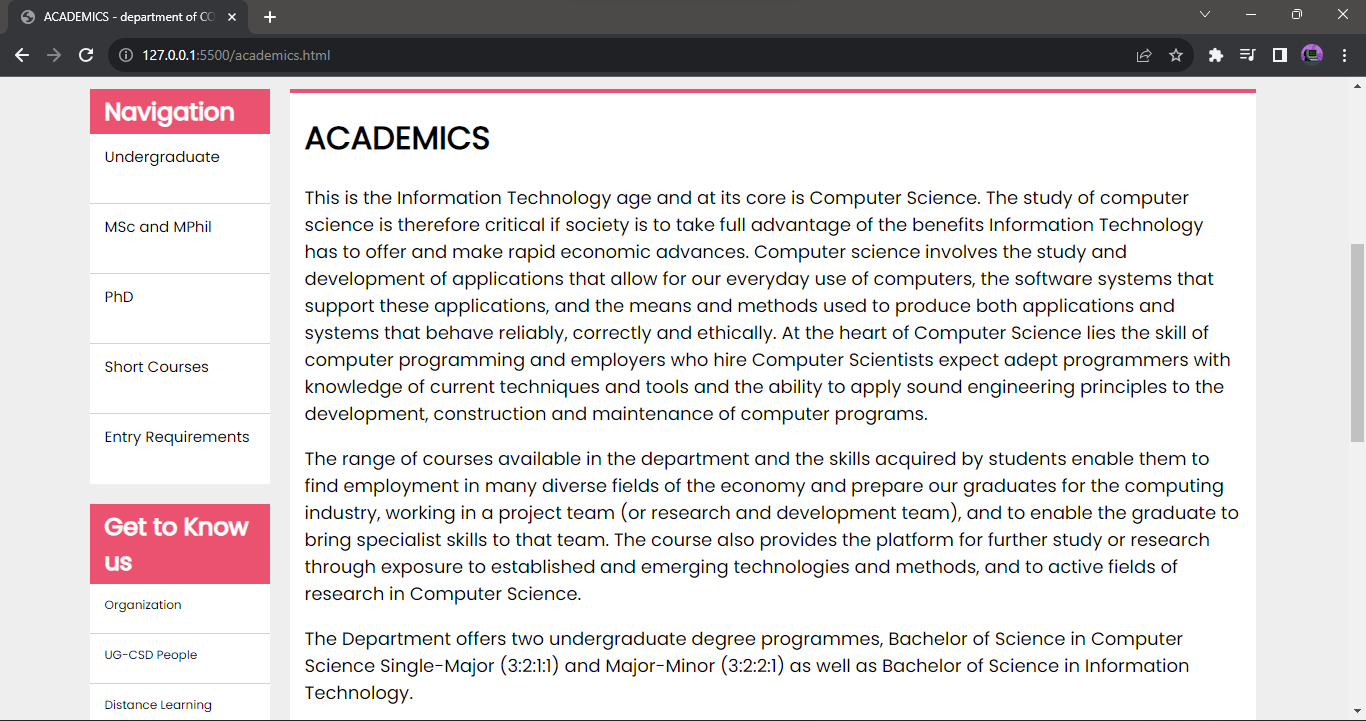 ACADEMICS - department of CO
127.0.0.1:5500/academics.html
Navigation
Undergraduate
MSc and MPhil
PhD
Short Courses
Entry Requirements
Get to Know
us
Organization
UG-CSD People
Distance Learning
ACADEMICS
This is the Information Technology age and at its core is Computer Science. The study of computer
science is therefore critical if society is to take full advantage of the benefits Information Technology
has to offer and make rapid economic advances. Computer science involves the study and
development of applications that allow for our everyday use of computers, the software systems that
support these applications, and the means and methods used to produce both applications and
systems that behave reliably, correctly and ethically. At the heart of Computer Science lies the skill of
computer programming and employers who hire Computer Scientists expect adept programmers with
knowledge of current techniques and tools and the ability to apply sound engineering principles to the
development, construction and maintenance of computer programs.
The range of courses available in the department and the skills acquired by students enable them to
find employment in many diverse fields of the economy and prepare our graduates for the computing
industry, working in a project team (or research and development team), and to enable the graduate to
bring specialist skills to that team. The course also provides the platform for further study or research
through exposure to established and emerging technologies and methods, and to active fields of
research in Computer Science.
The Department offers two undergraduate degree programmes, Bachelor of Science in Computer
Science Single-Major (3:2:1:1) and Major-Minor (3:2:2:1) as well as Bachelor of Science in Information
Technology.